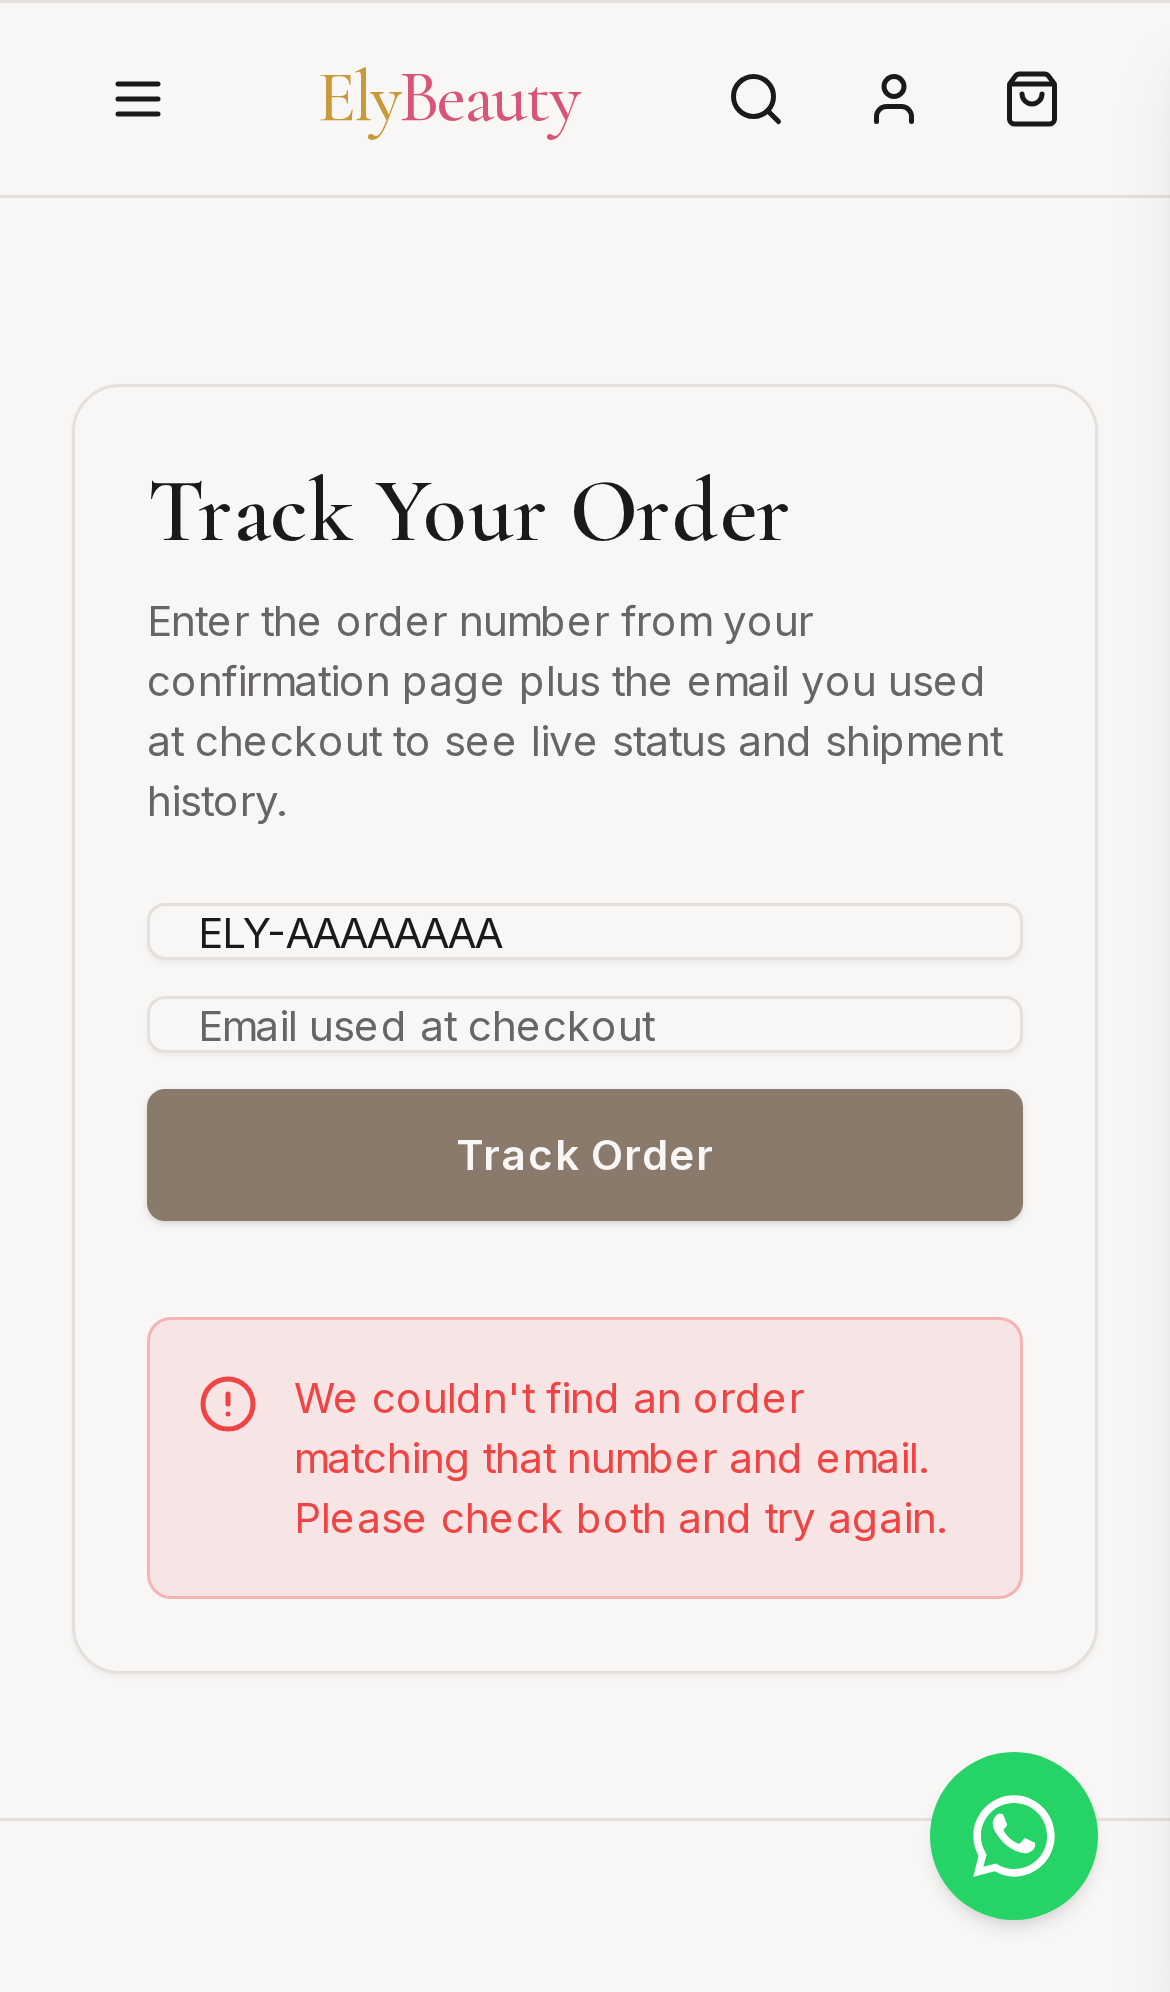 ElyBeauty
Track Your Order
Enter the order number from your
confirmation page plus the email you used
at checkout to see live status and shipment
history.
ELY-AAAAAAAA
Email used at checkout
Track Order
We couldn't find an order
matching that number and email.
Please check both and try again.